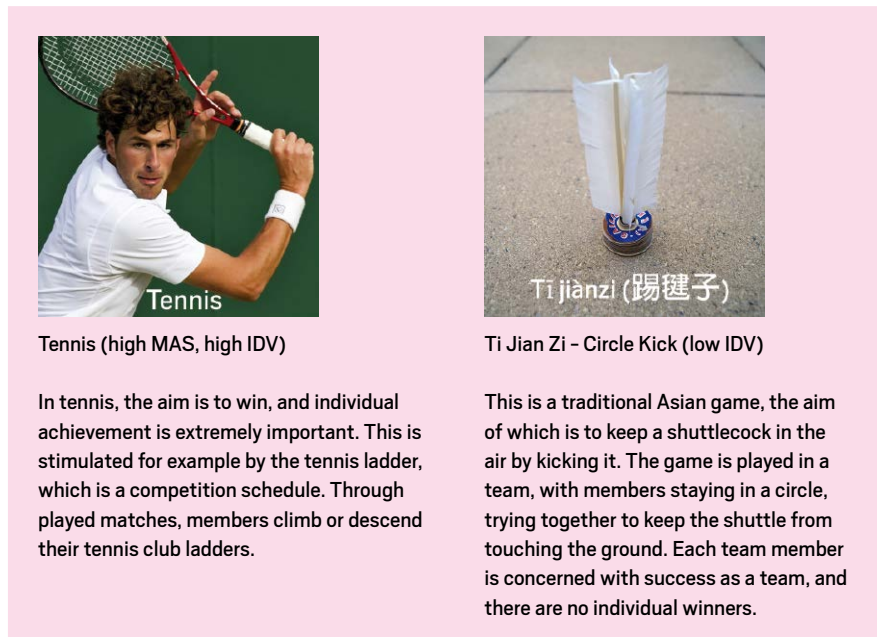 Tennis
Tennis (high MAS, high IDV)
In tennis, the aim is to win, and individual
achievement is extremely important. This is
stimulated for example by the tennis ladder,
which is a competition schedule. Through
played matches, members climb or descend
their tennis club ladders.
Tī jiànzi (踢毽子)
Ti Jian Zi - Circle Kick (low IDV)
This is a traditional Asian game, the aim
of which is to keep a shuttlecock in the
air by kicking it. The game is played in a
team, with members staying in a circle,
trying together to keep the shuttle from
touching the ground. Each team member
is concerned with success as a team, and
there are no individual winners.